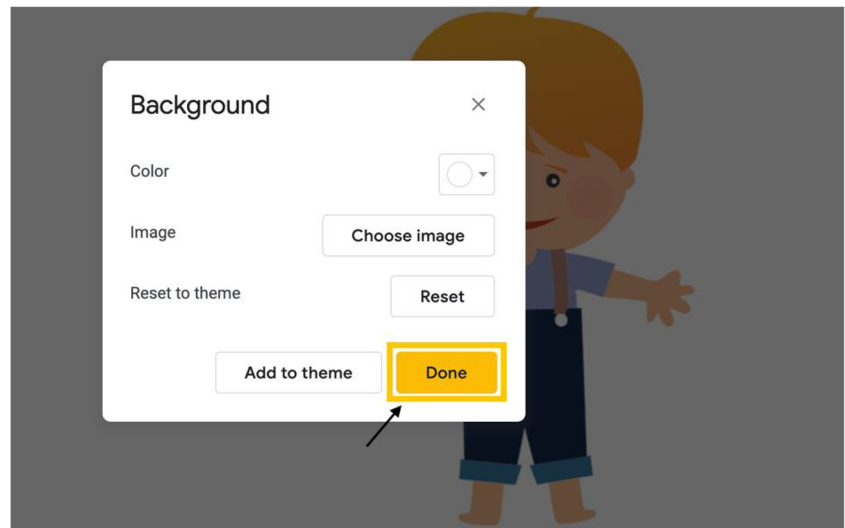 Background
Color
Image
Choose image
Reset to theme
Reset
Add to theme
Done